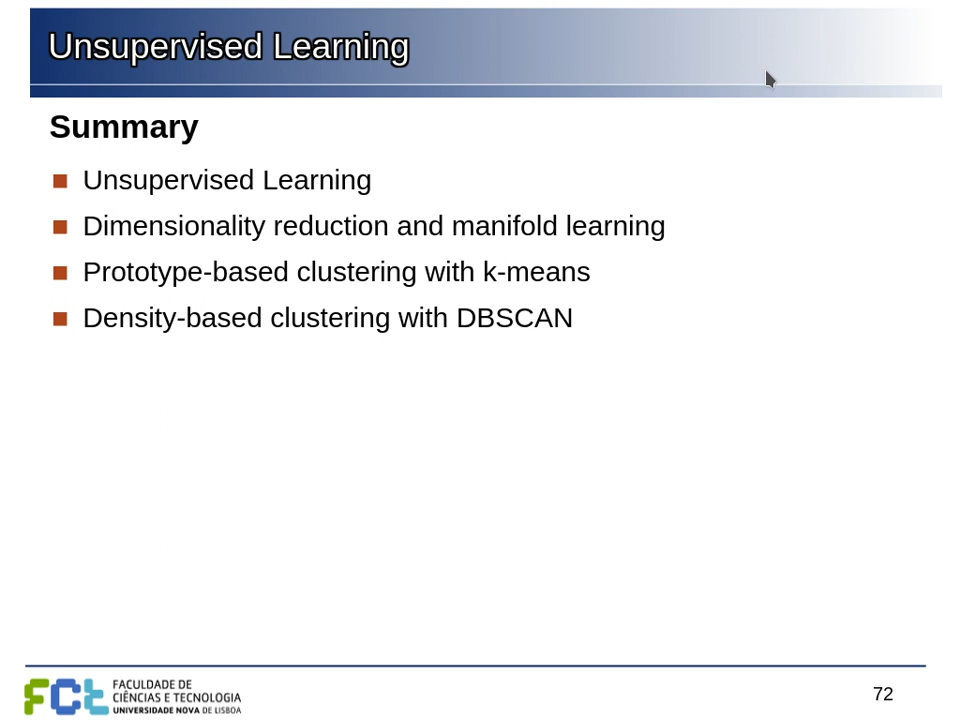 Unsupervised Learning
Summary
Unsupervised Learning
Dimensionality reduction and manifold learning
Prototype-based clustering with k-means
Density-based clustering with DBSCAN
FCt
FACULDADE DE
CIÊNCIAS E TECNOLOGIA
UNIVERSIDADE NOVA DE LISBOA
72